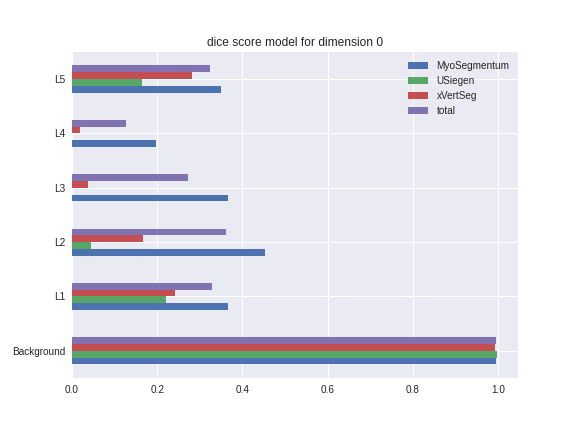 dice score model for dimension 0
MyoSegmentum
USiegen
xVertSeg
total
L5
L4
L3
L2
L1
Background
0.0 0.2 0.4 0.6 0.8 1.0